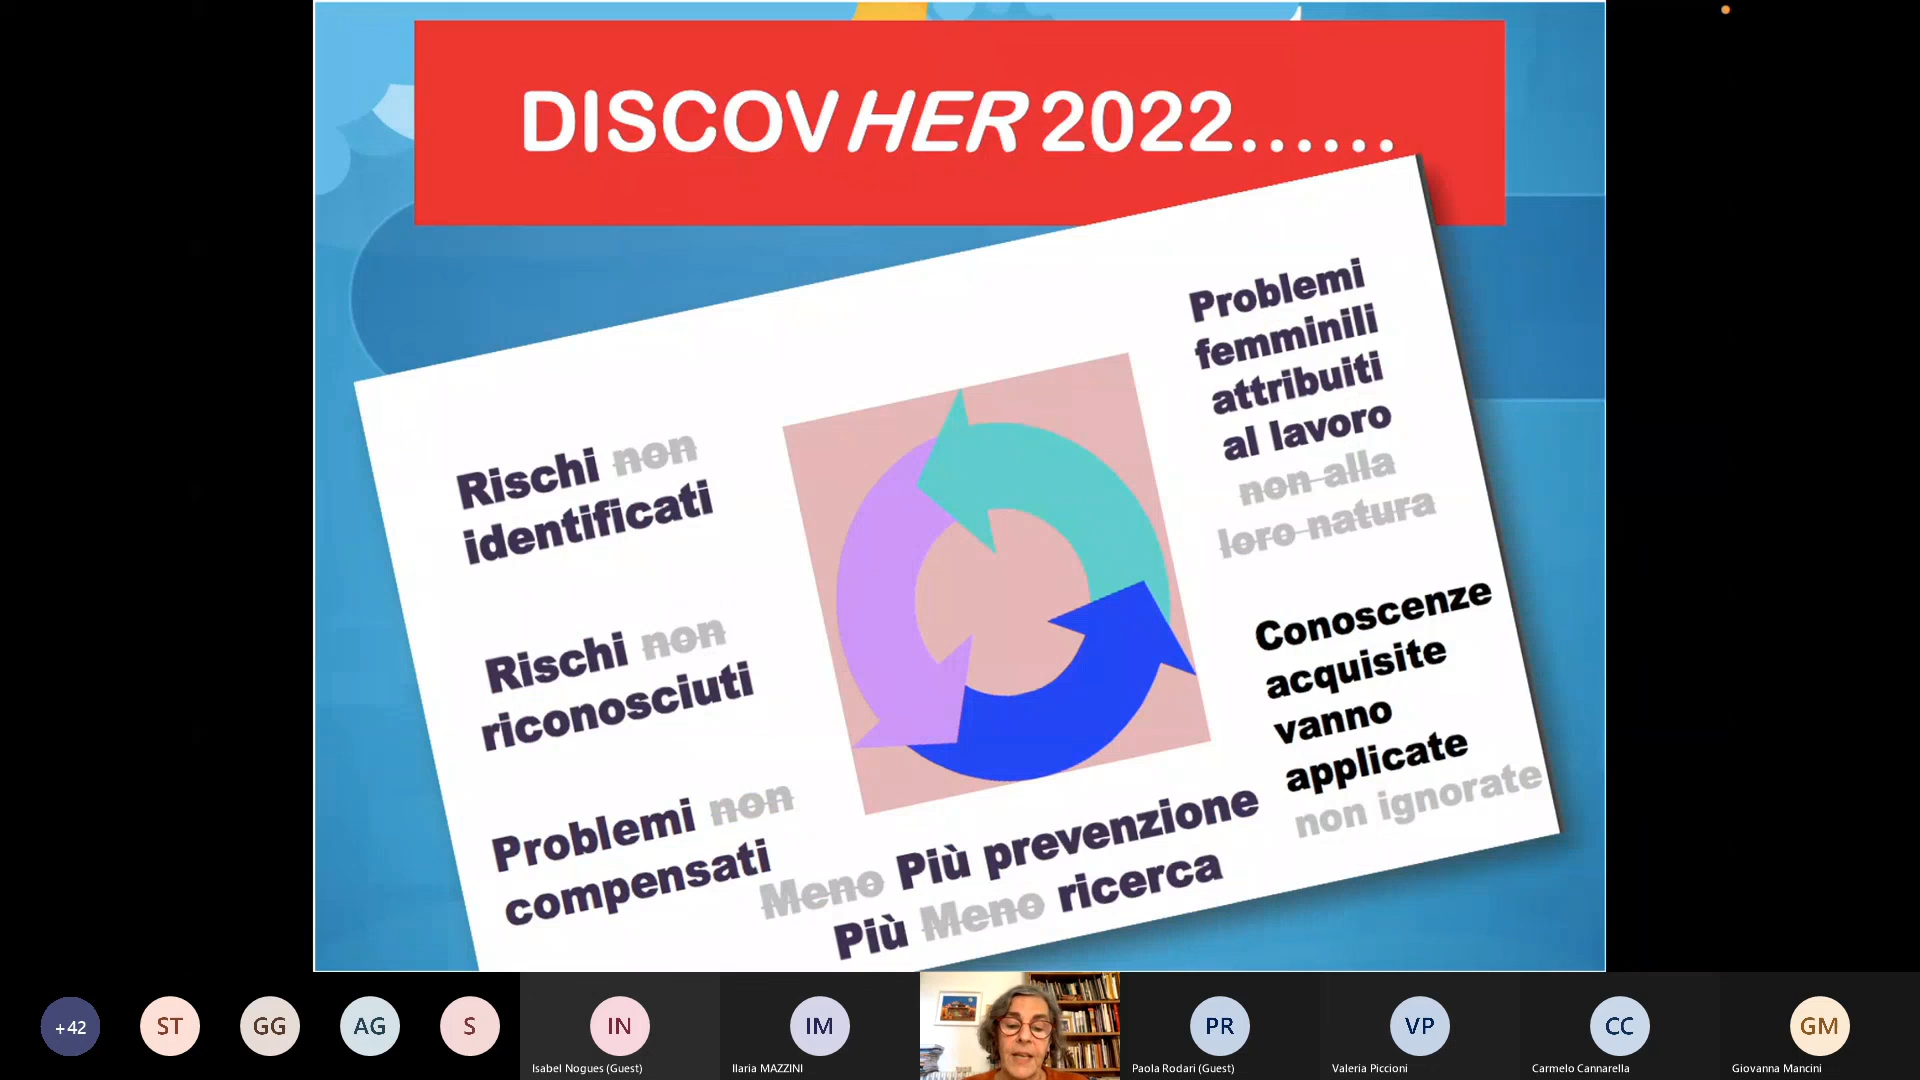 DISCOVHER 2022......
Problemi
femminili
attribuiti
al lavoro
non alla
loro natura
Rischi non
identificati
Rischi non
riconosciuti
Conoscenze
acquisite
vanno
applicate
non ignorate
Problemi non
compensati
Meno Più prevenzione
Più Meno ricerca
+42
ST
GG
AG
S
IN
IM
PR
VP
CC
GM
Isabel Nogues (Guest)
Ilaria MAZZINI
Paola Rodari (Guest)
Valeria Piccioni
Carmelo Cannarella
Giovanna Mancini